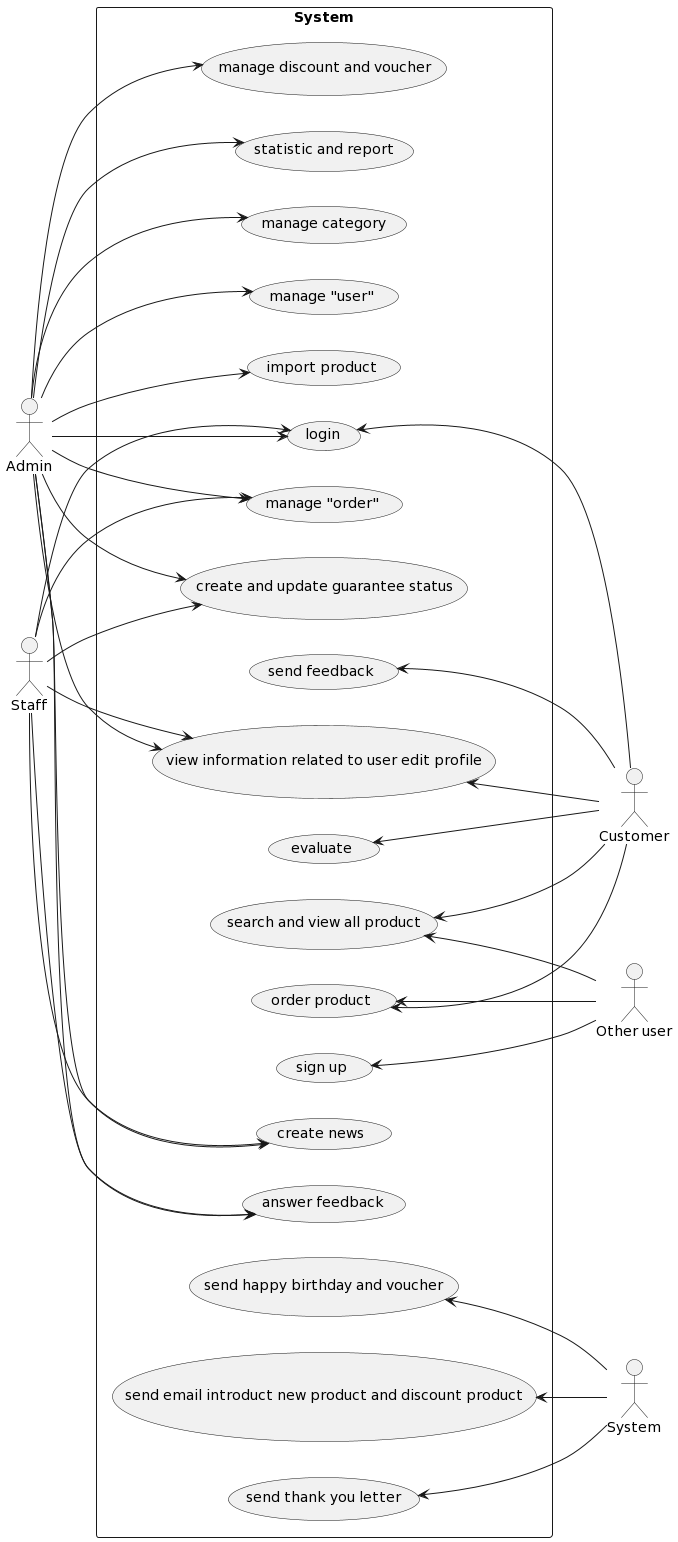 System
manage discount and voucher
statistic and report
manage category
manage "user"
import product
login
Admin
manage "order"
create and update guarantee status
send feedback
Staff
view information related to user edit profile
Customer
evaluate
search and view all product
order product
Other user
sign up
create news
answer feedback
send happy birthday and voucher
send email introduct new product and discount product
System
send thank you letter